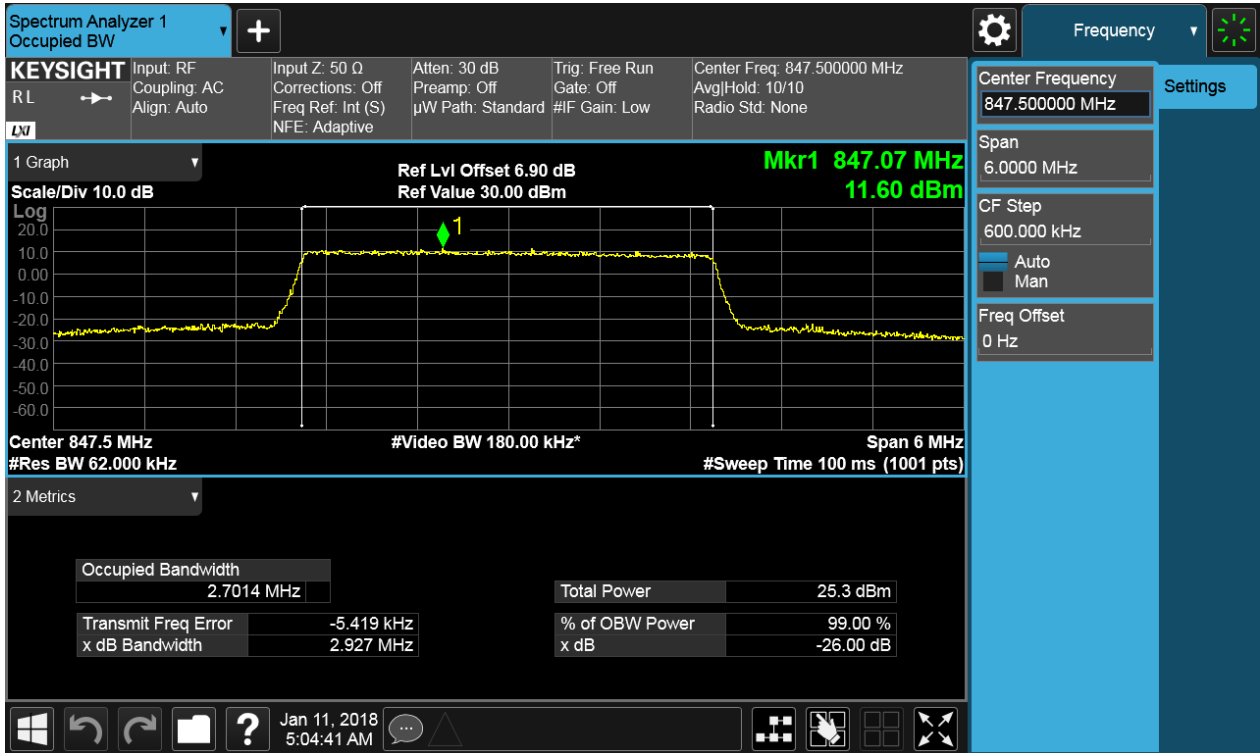 Spectrum Analyzer 1
Occupied BW
+
Frequency
KEYSIGHT
RL
LXI
Input: RF
Coupling: AC
Align: Auto
Input Z: 50 Ω
Corrections: Off
Freq Ref: Int (S)
NFE: Adaptive
Atten: 30 dB
Preamp: Off
µW Path: Standard
Trig: Free Run
Gate: Off
#IF Gain: Low
Center Freq: 847.500000 MHz
Avg|Hold: 10/10
Radio Std: None
Center Frequency
847.500000 MHz
Settings
Span
6.0000 MHz
CF Step
600.000 kHz
Auto
Man
Freq Offset
0 Hz
1 Graph
Scale/Div 10.0 dB
Ref Lvl Offset 6.90 dB
Ref Value 30.00 dBm
Mkr1 847.07 MHz
11.60 dBm
Log
20.0
10.0
0.00
-10.0
-20.0
-30.0
-40.0
-50.0
-60.0
1
Center 847.5 MHz
#Res BW 62.000 kHz
#Video BW 180.00 kHz*
Span 6 MHz
#Sweep Time 100 ms (1001 pts)
2 Metrics
Occupied Bandwidth
2.7014 MHz
Transmit Freq Error -5.419 kHz
x dB Bandwidth 2.927 MHz
Total Power 25.3 dBm
% of OBW Power 99.00 %
x dB -26.00 dB
?
Jan 11, 2018
5:04:41 AM